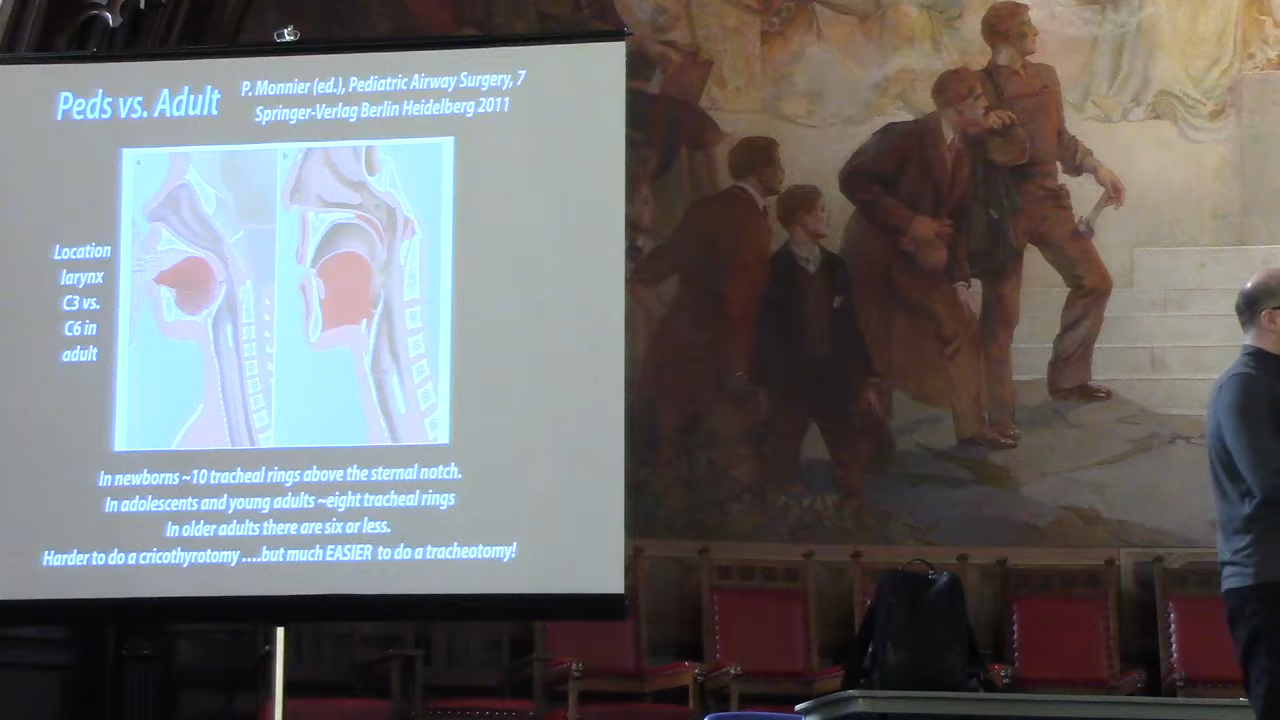 Peds vs. Adult
P. Monnier (ed.), Pediatric Airway Surgery, 7
Springer-Verlag Berlin Heidelberg 2011
a
b
Location
larynx
C3 vs.
C6 in
adult
In newborns ~10 tracheal rings above the sternal notch.
In adolescents and young adults ~eight tracheal rings
In older adults there are six or less.
Harder to do a cricothyrotomy ....but much EASIER to do a tracheotomy!